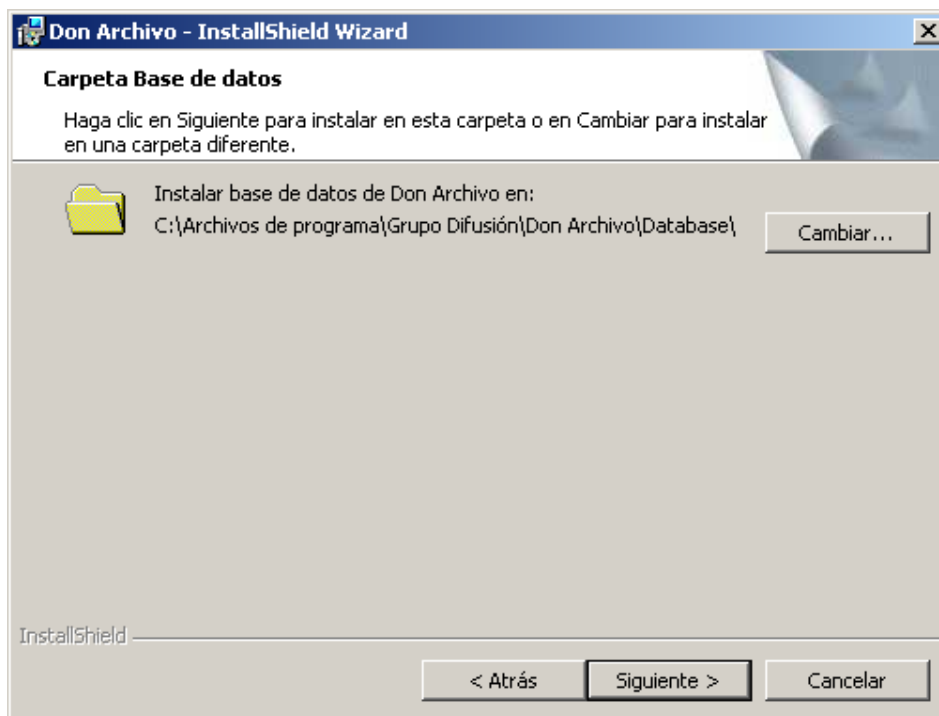 Don Archivo - InstallShield Wizard
Carpeta Base de datos
Haga clic en Siguiente para instalar en esta carpeta o en Cambiar para instalar
en una carpeta diferente.
Instalar base de datos de Don Archivo en:
C:\Archivos de programa\Grupo Difusión\Don Archivo\Database\
Cambiar...
InstallShield
< Atrás
Siguiente >
Cancelar